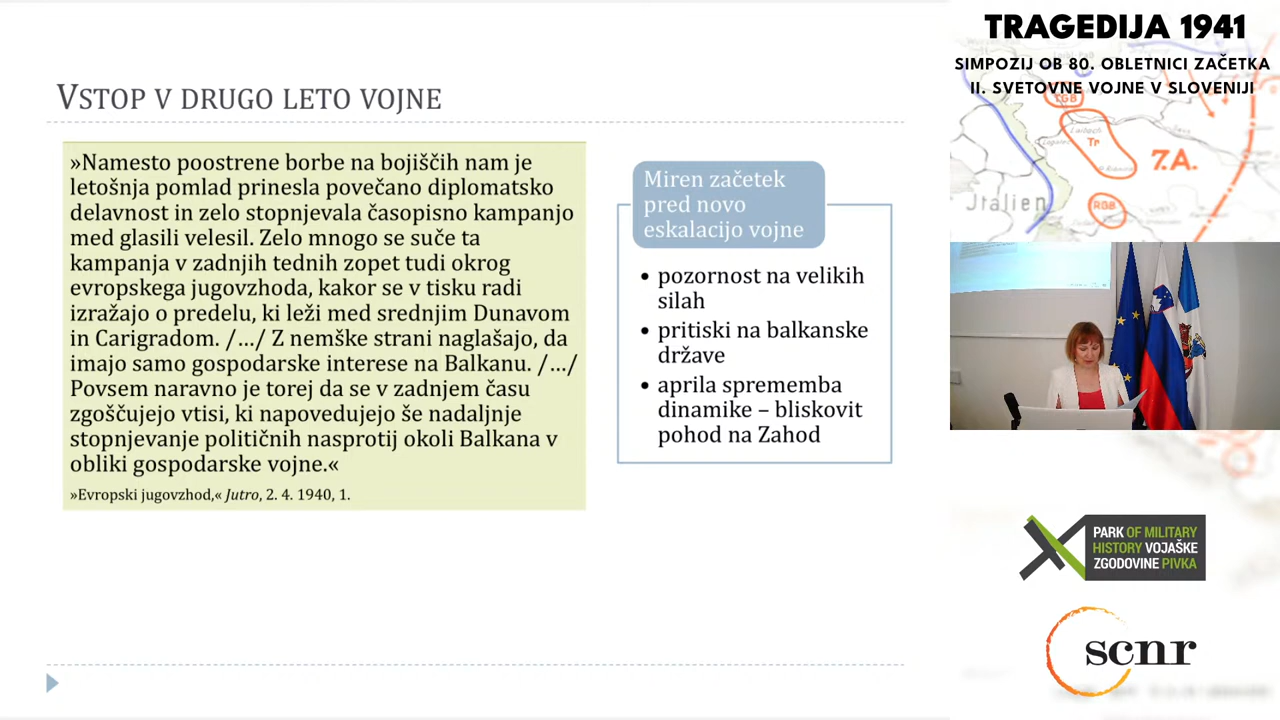 VSTOP V DRUGO LETO VOJNE
»Namesto poostrene borbe na bojiščih nam je
letošnja pomlad prinesla povečano diplomatsko
delavnost in zelo stopnjevala časopisno kampanjo
med glasili velesil. Zelo mnogo se suče ta
kampanja v zadnjih tednih zopet tudi okrog
evropskega jugovzhoda, kakor se v tisku radi
izražajo o predelu, ki leži med srednjim Dunavom
in Carigradom. /…/ Z nemške strani naglašajo, da
imajo samo gospodarske interese na Balkanu. /…/
Povsem naravno je torej da se v zadnjem času
zgoščujejo vtisi, ki napovedujejo še nadaljnje
stopnjevanje političnih nasprotij okoli Balkana v
obliki gospodarske vojne.«
»Evropski jugovzhod,« Jutro, 2. 4. 1940, 1.
Miren začetek
pred novo
eskalacijo vojne
• pozornost na velikih
silah
• pritiski na balkanske
države
• aprila sprememba
dinamike – bliskovit
pohod na Zahod
TRAGEDIJA 1941
SIMPOZIJ OB 80. OBLETNICI ZAČETKA
II. SVETOVNE VOJNE V SLOVENIJI
TGB
Laibach
Tr
7.A.
RGB
Italien
PARK OF MILITARY
HISTORY VOJAŠKE
ZGODOVINE PIVKA
scnr